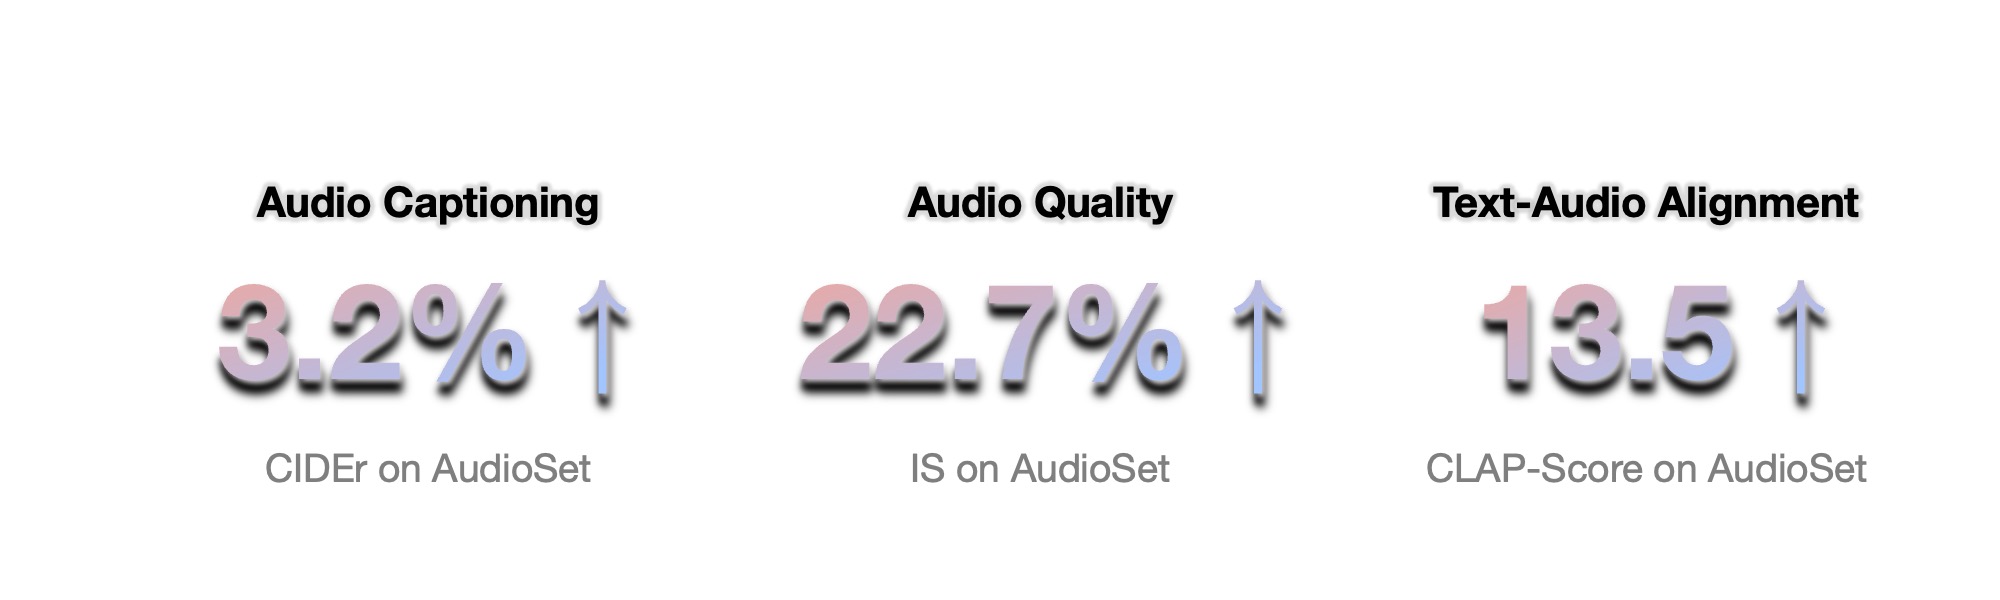 Audio Captioning
3.2% ↑
CIDEr on AudioSet
Audio Quality
22.7% ↑
IS on AudioSet
Text-Audio Alignment
13.5 ↑
CLAP-Score on AudioSet